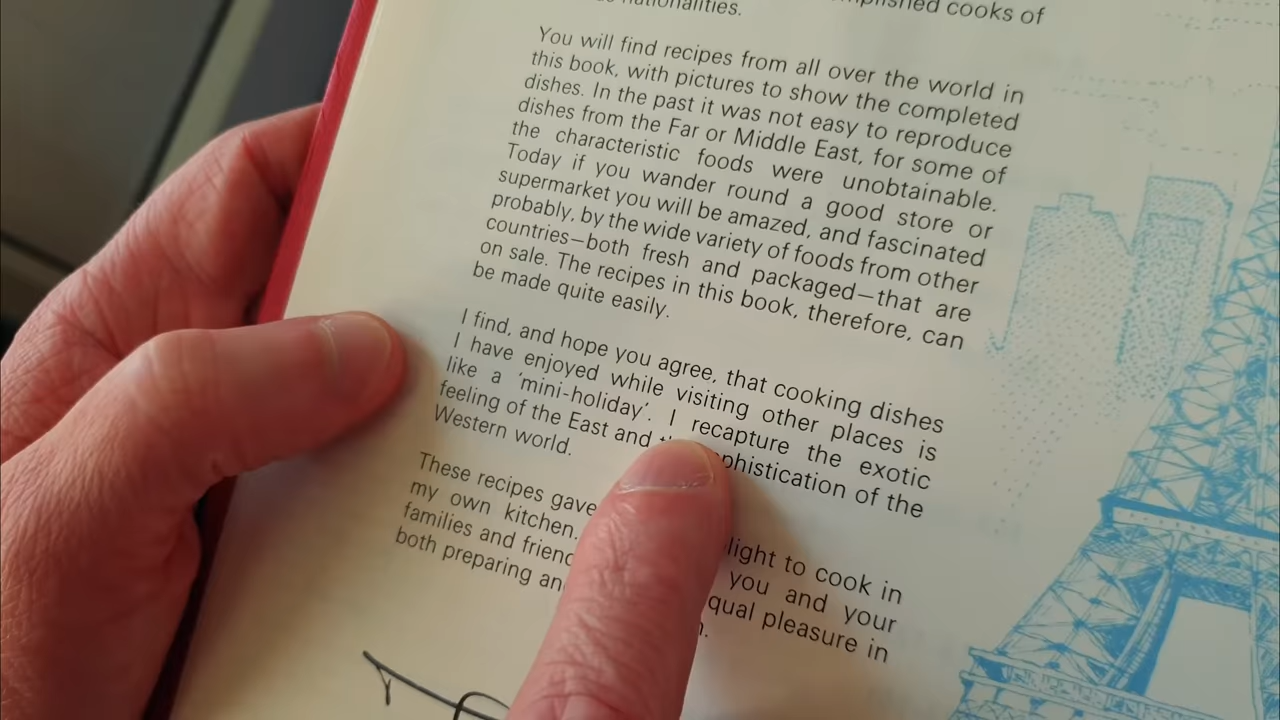 nationalities. cooks of
You will find recipes from all over the world in
this book, with pictures to show the completed
dishes. In the past it was not easy to reproduce
dishes from the Far or Middle East, for some of
the characteristic foods were unobtainable.
Today if you wander round a good store or
supermarket you will be amazed, and fascinated
probably, by the wide variety of foods from other
countries—both fresh and packaged—that are
on sale. The recipes in this book, therefore, can
be made quite easily.
I find, and hope you agree, that cooking dishes
I have enjoyed while visiting other places is
like a 'mini-holiday'. I recapture the exotic
feeling of the East and of the
Western world.
These recipes gave light to cook in
my own kitchen. you and your
families and pleasure in
both preparing